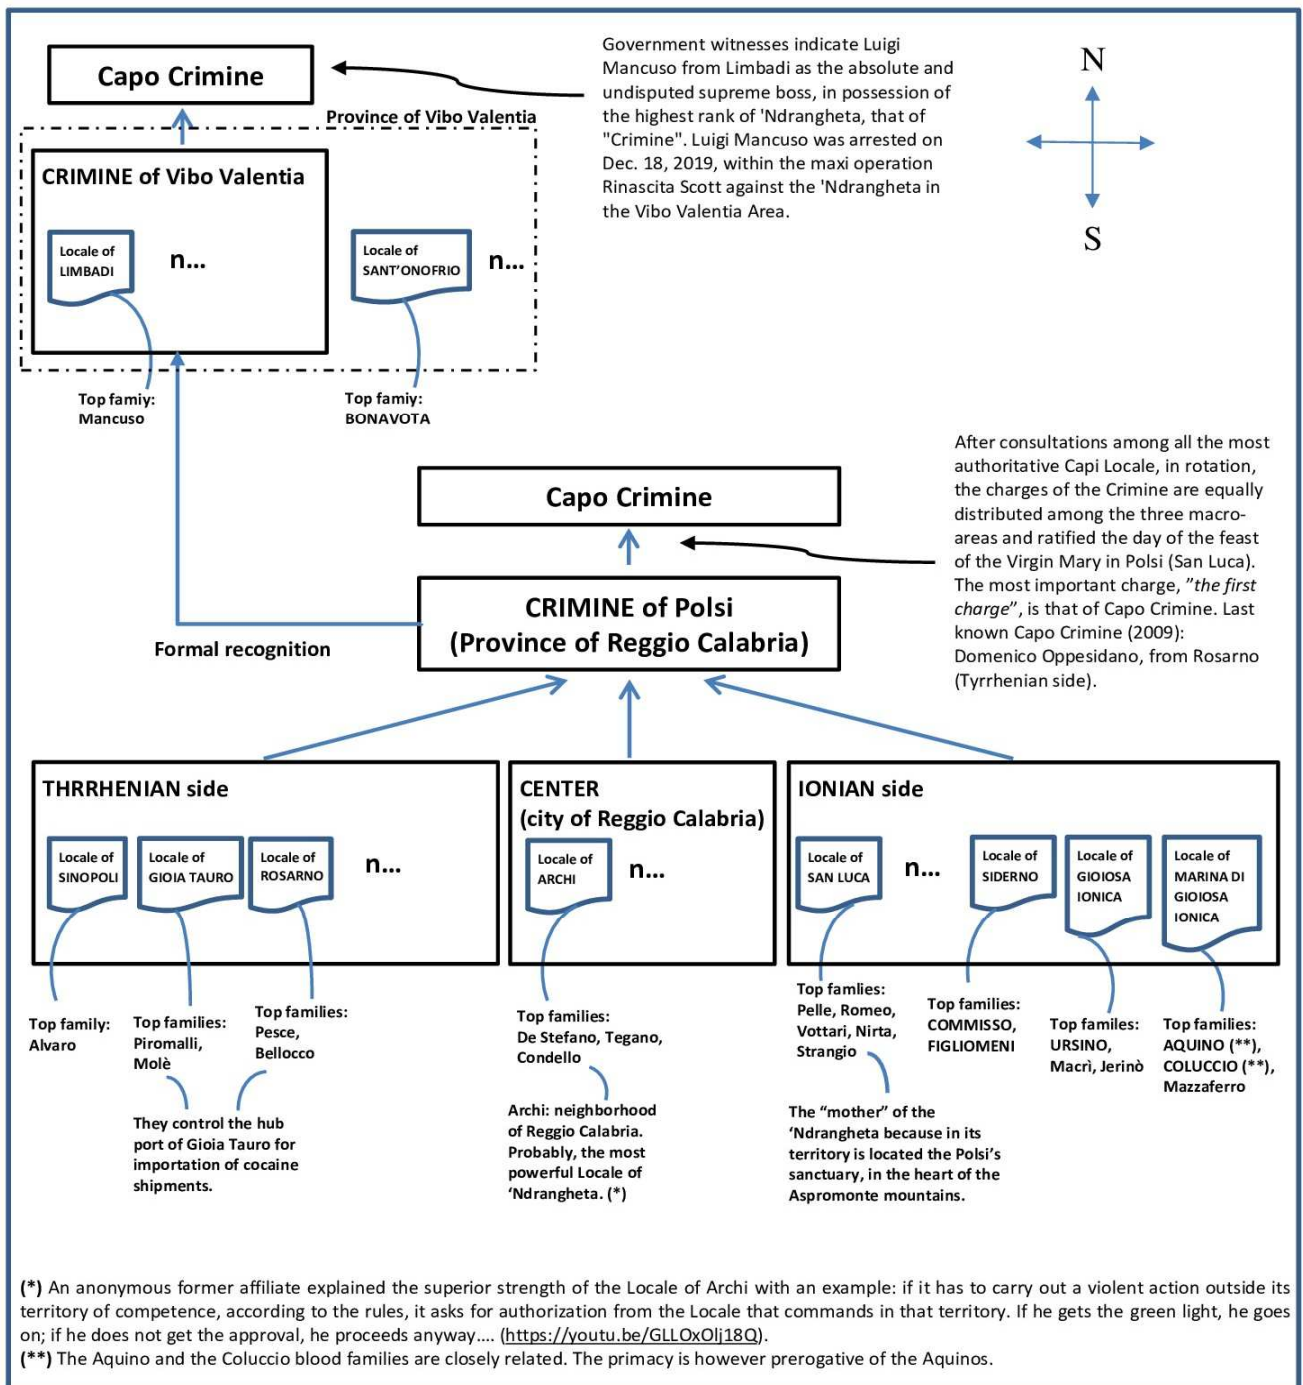 Capo Crimine
Government witnesses indicate Luigi
Mancuso from Limbadi as the absolute and
undisputed supreme boss, in possession of
the highest rank of 'Ndrangheta, that of
"Crimine". Luigi Mancuso was arrested on
Dec. 18, 2019, within the maxi operation
Rinascita Scott against the 'Ndrangheta in
the Vibo Valentia Area.
N
S
Province of Vibo Valentia
CRIMINE of Vibo Valentia
Locale of
LIMBADI
n...
Locale of
SANT'ONOFRIO
n...
Top famiy:
Mancuso
Top famiy:
BONAVOTA
Capo Crimine
After consultations among all the most
authoritative Capi Locale, in rotation,
the charges of the Crimine are equally
distributed among the three macro-
areas and ratified the day of the feast
of the Virgin Mary in Polsi (San Luca).
The most important charge, ”the first
charge”, is that of Capo Crimine. Last
known Capo Crimine (2009):
Domenico Oppesidano, from Rosarno
(Tyrrhenian side).
CRIMINE of Polsi
(Province of Reggio Calabria)
Formal recognition
THRRHENIAN side
Locale of
SINOPOLI
Locale of
GIOIA TAURO
Locale of
ROSARNO
n...
CENTER
(city of Reggio Calabria)
Locale of
ARCHI
n...
IONIAN side
Locale of
SAN LUCA
n...
Locale of
SIDERNO
Locale of
GIOIOSA
IONICA
Locale of
MARINA DI
GIOIOSA
IONICA
Top family:
Alvaro
Top families:
Piromalli,
Molè
Top families:
Pesce,
Bellocco
They control the hub
port of Gioia Tauro for
importation of cocaine
shipments.
Top families:
De Stefano, Tegano,
Condello
Archi: neighborhood
of Reggio Calabria.
Probably, the most
powerful Locale of
‘Ndrangheta. (*)
Top famlies:
Pelle, Romeo,
Vottari, Nirta,
Strangio
The “mother” of the
‘Ndrangheta because in its
territory is located the Polsi’s
sanctuary, in the heart of the
Aspromonte mountains.
Top families:
COMMISSO,
FIGLIOMENI
Top familes:
URSINO,
Macrì, Jerinò
Top families:
AQUINO (**),
COLUCCIO (**),
Mazzaferro
(*) An anonymous former affiliate explained the superior strength of the Locale of Archi with an example: if it has to carry out a violent action outside its
territory of competence, according to the rules, it asks for authorization from the Locale that commands in that territory. If he gets the green light, he goes
on; if he does not get the approval, he proceeds anyway.... (https://youtu.be/GLLOxOlj18Q).
(**) The Aquino and the Coluccio blood families are closely related. The primacy is however prerogative of the Aquinos.